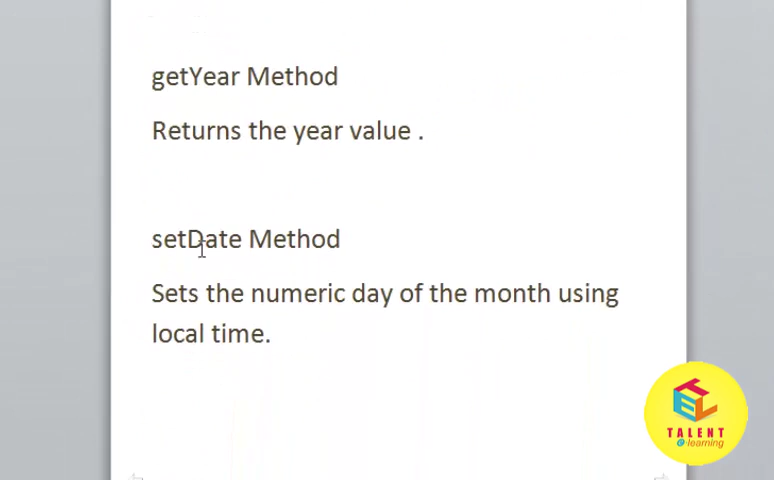 getYear Method
Returns the year value .
setDate Method
Sets the numeric day of the month using
local time.
TEL
TALENT
e-learning